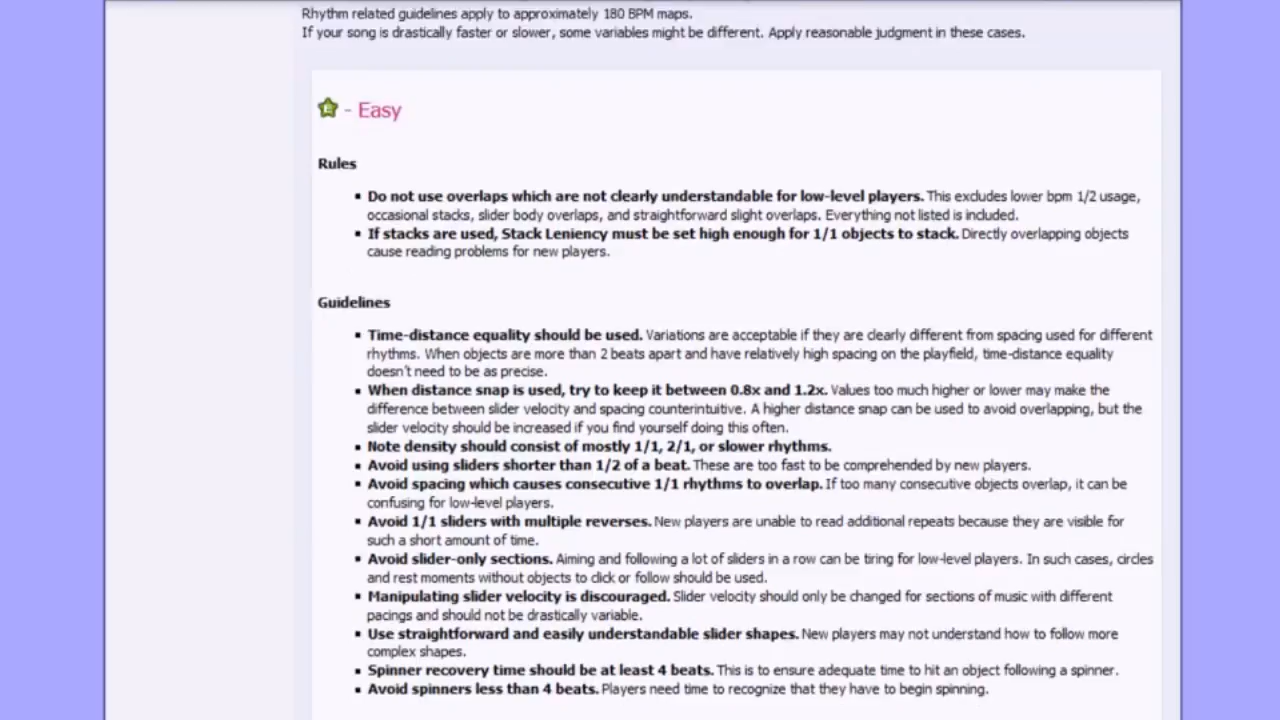 Rhythm related guidelines apply to approximately 180 BPM maps.
If your song is drastically faster or slower, some variables might be different. Apply reasonable judgment in these cases.
E - Easy
Rules
▪ Do not use overlaps which are not clearly understandable for low-level players. This excludes lower bpm 1/2 usage,
occasional stacks, slider body overlaps, and straightforward slight overlaps. Everything not listed is included.
▪ If stacks are used, Stack Leniency must be set high enough for 1/1 objects to stack. Directly overlapping objects
cause reading problems for new players.
Guidelines
▪ Time-distance equality should be used. Variations are acceptable if they are clearly different from spacing used for different
rhythms. When objects are more than 2 beats apart and have relatively high spacing on the playfield, time-distance equality
doesn't need to be as precise.
▪ When distance snap is used, try to keep it between 0.8x and 1.2x. Values too much higher or lower may make the
difference between slider velocity and spacing counterintuitive. A higher distance snap can be used to avoid overlapping, but the
slider velocity should be increased if you find yourself doing this often.
▪ Note density should consist of mostly 1/1, 2/1, or slower rhythms.
▪ Avoid using sliders shorter than 1/2 of a beat. These are too fast to be comprehended by new players.
▪ Avoid spacing which causes consecutive 1/1 rhythms to overlap. If too many consecutive objects overlap, it can be
confusing for low-level players.
▪ Avoid 1/1 sliders with multiple reverses. New players are unable to read additional repeats because they are visible for
such a short amount of time.
▪ Avoid slider-only sections. Aiming and following a lot of sliders in a row can be tiring for low-level players. In such cases, circles
and rest moments without objects to click or follow should be used.
▪ Manipulating slider velocity is discouraged. Slider velocity should only be changed for sections of music with different
pacings and should not be drastically variable.
▪ Use straightforward and easily understandable slider shapes. New players may not understand how to follow more
complex shapes.
▪ Spinner recovery time should be at least 4 beats. This is to ensure adequate time to hit an object following a spinner.
▪ Avoid spinners less than 4 beats. Players need time to recognize that they have to begin spinning.